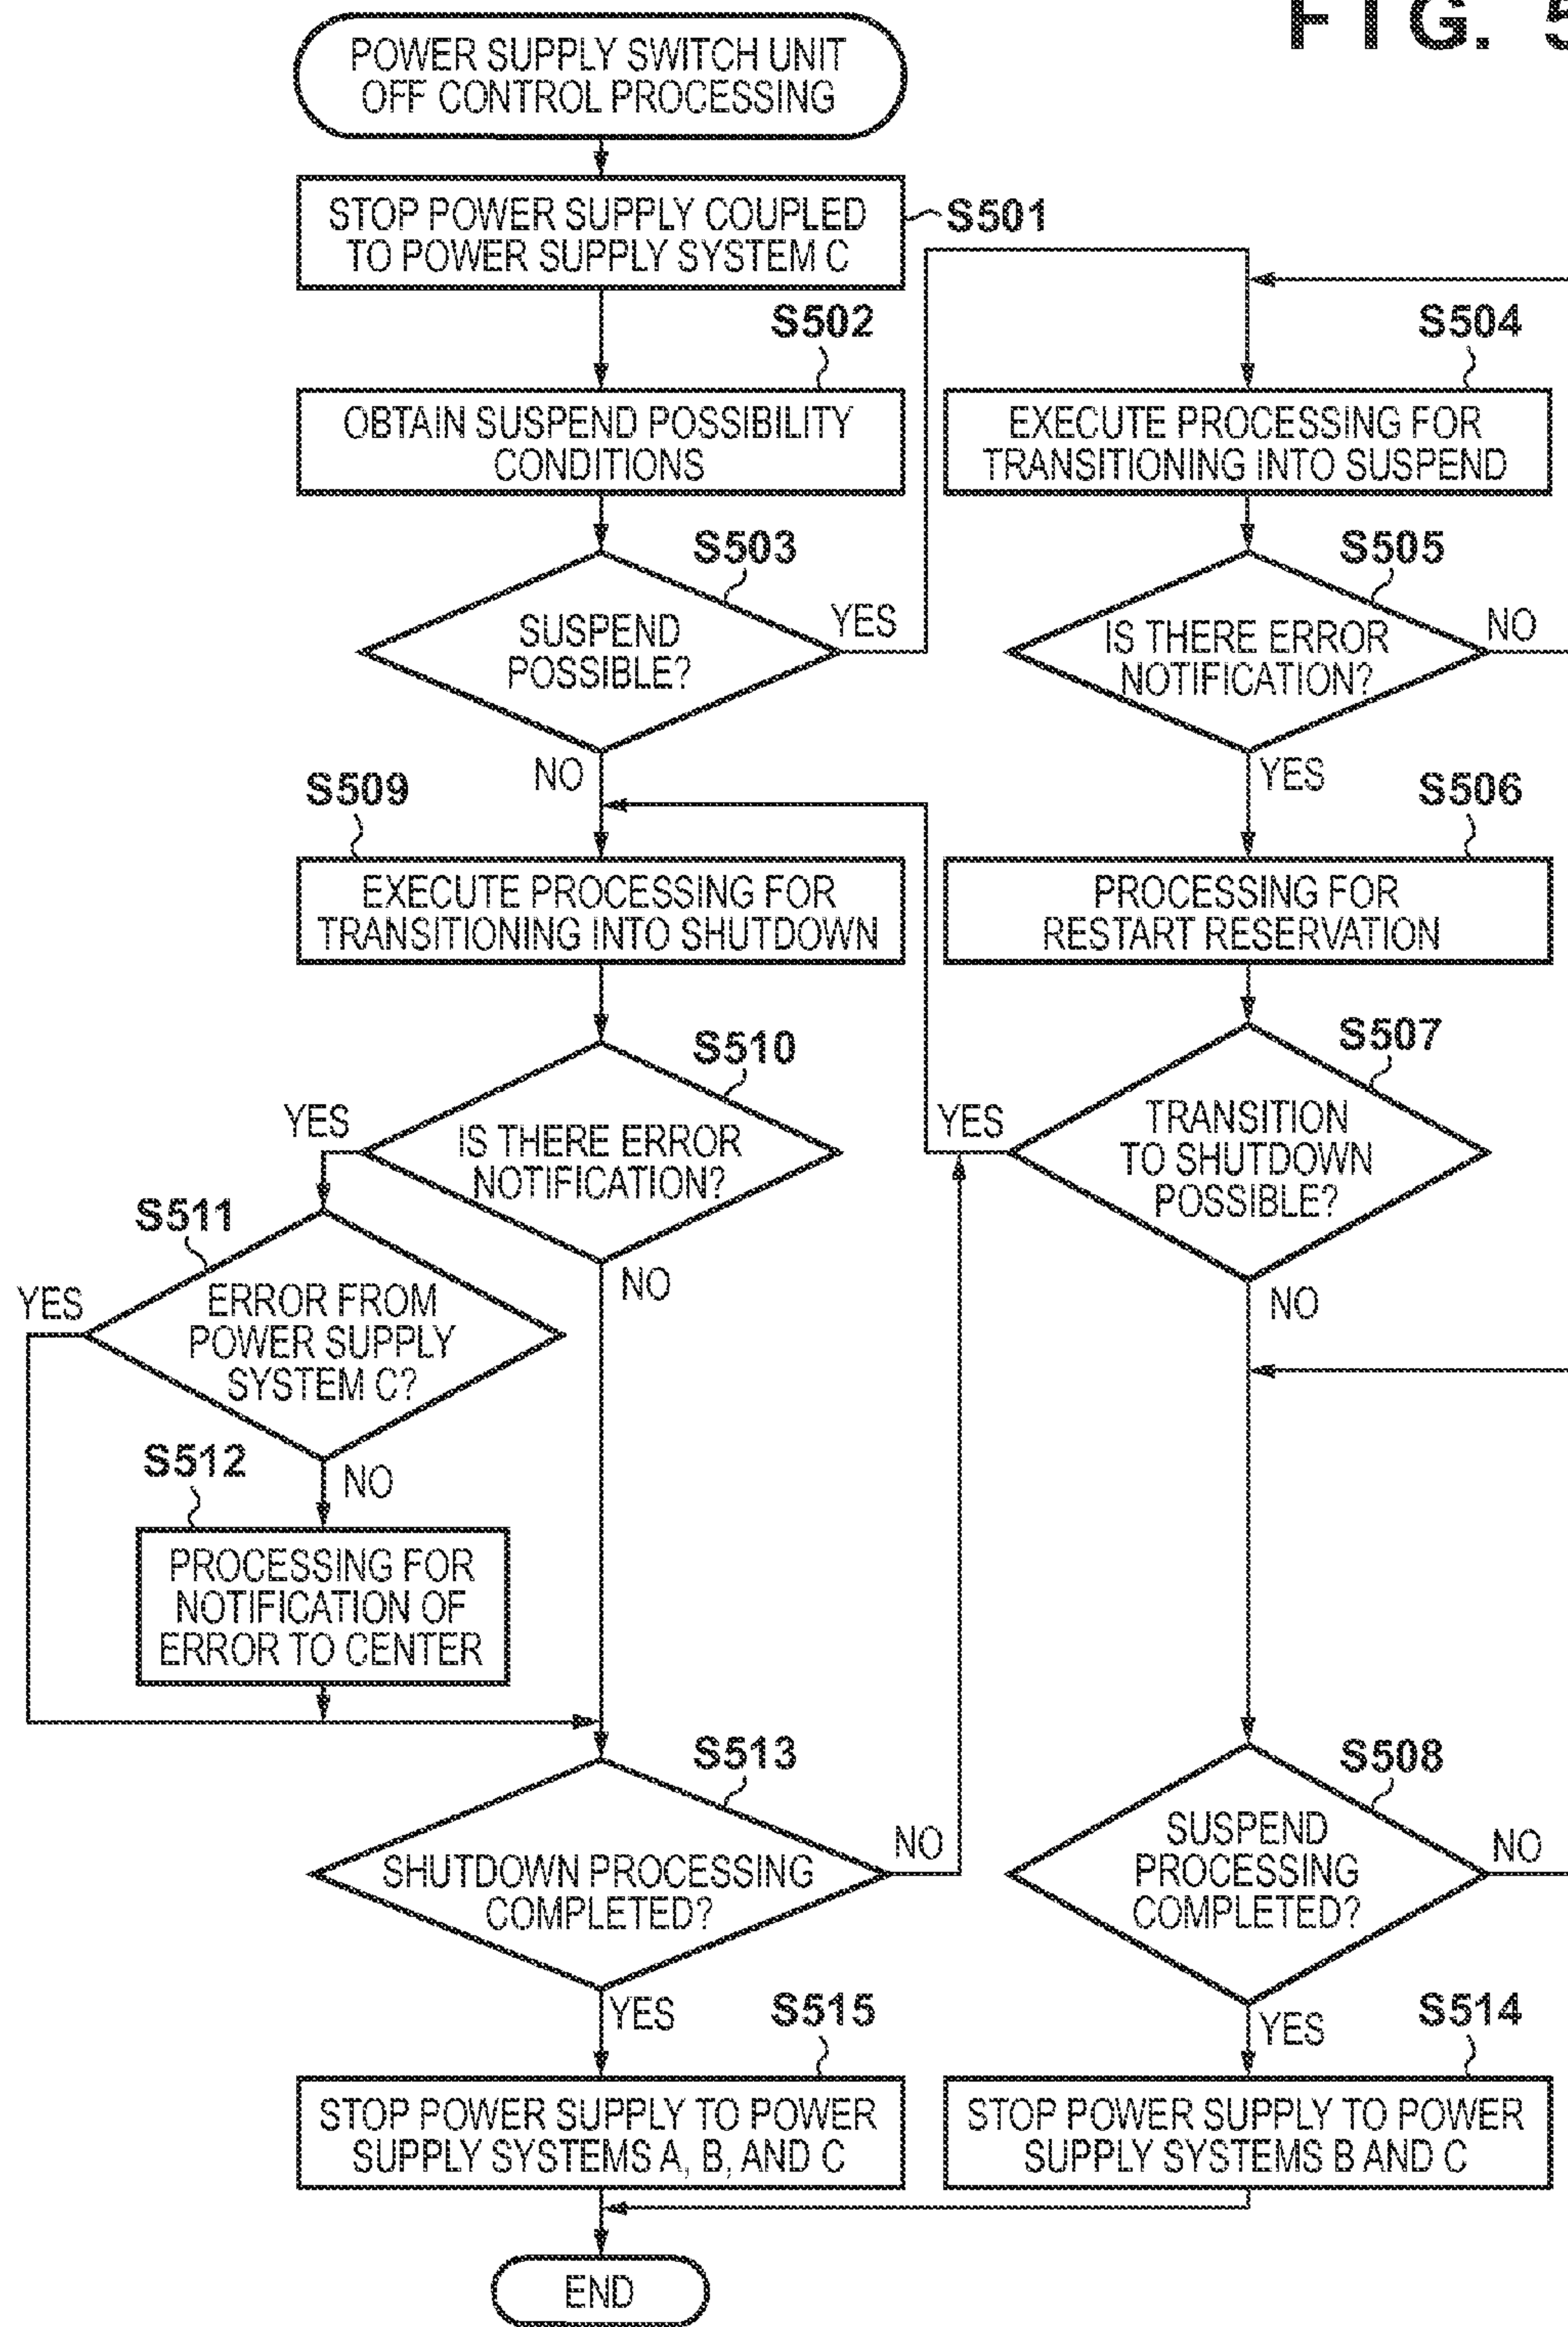 FIG. 5
POWER SUPPLY SWITCH UNIT
OFF CONTROL PROCESSING
STOP POWER SUPPLY COUPLED
TO POWER SUPPLY SYSTEM C
S501
S502
OBTAIN SUSPEND POSSIBILITY
CONDITIONS
S504
EXECUTE PROCESSING FOR
TRANSITIONING INTO SUSPEND
S503
SUSPEND
POSSIBLE?
YES
NO
S505
IS THERE ERROR
NOTIFICATION?
NO
YES
S509
EXECUTE PROCESSING FOR
TRANSITIONING INTO SHUTDOWN
S506
PROCESSING FOR
RESTART RESERVATION
S510
YES
IS THERE ERROR
NOTIFICATION?
NO
S507
YES
TRANSITION
TO SHUTDOWN
POSSIBLE?
NO
S511
YES
ERROR FROM
POWER SUPPLY
SYSTEM C?
NO
S512
PROCESSING FOR
NOTIFICATION OF
ERROR TO CENTER
S513
SHUTDOWN PROCESSING
COMPLETED?
NO
YES
S508
SUSPEND
PROCESSING
COMPLETED?
NO
YES
S515
STOP POWER SUPPLY TO POWER
SUPPLY SYSTEMS A, B, AND C
S514
STOP POWER SUPPLY TO POWER
SUPPLY SYSTEMS B AND C
END